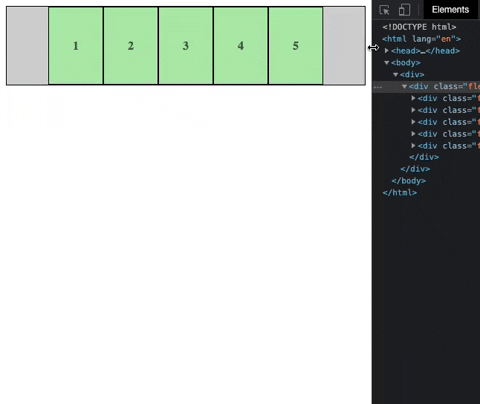 1 2 3 4 5
Elements
<!DOCTYPE html>
<html lang="en">
<head>…</head>
<body>
<div>
… <div class="fle
<div class="f
<div class="f
<div class="f
<div class="f
<div class="f
</div>
</div>
</body>
</html>